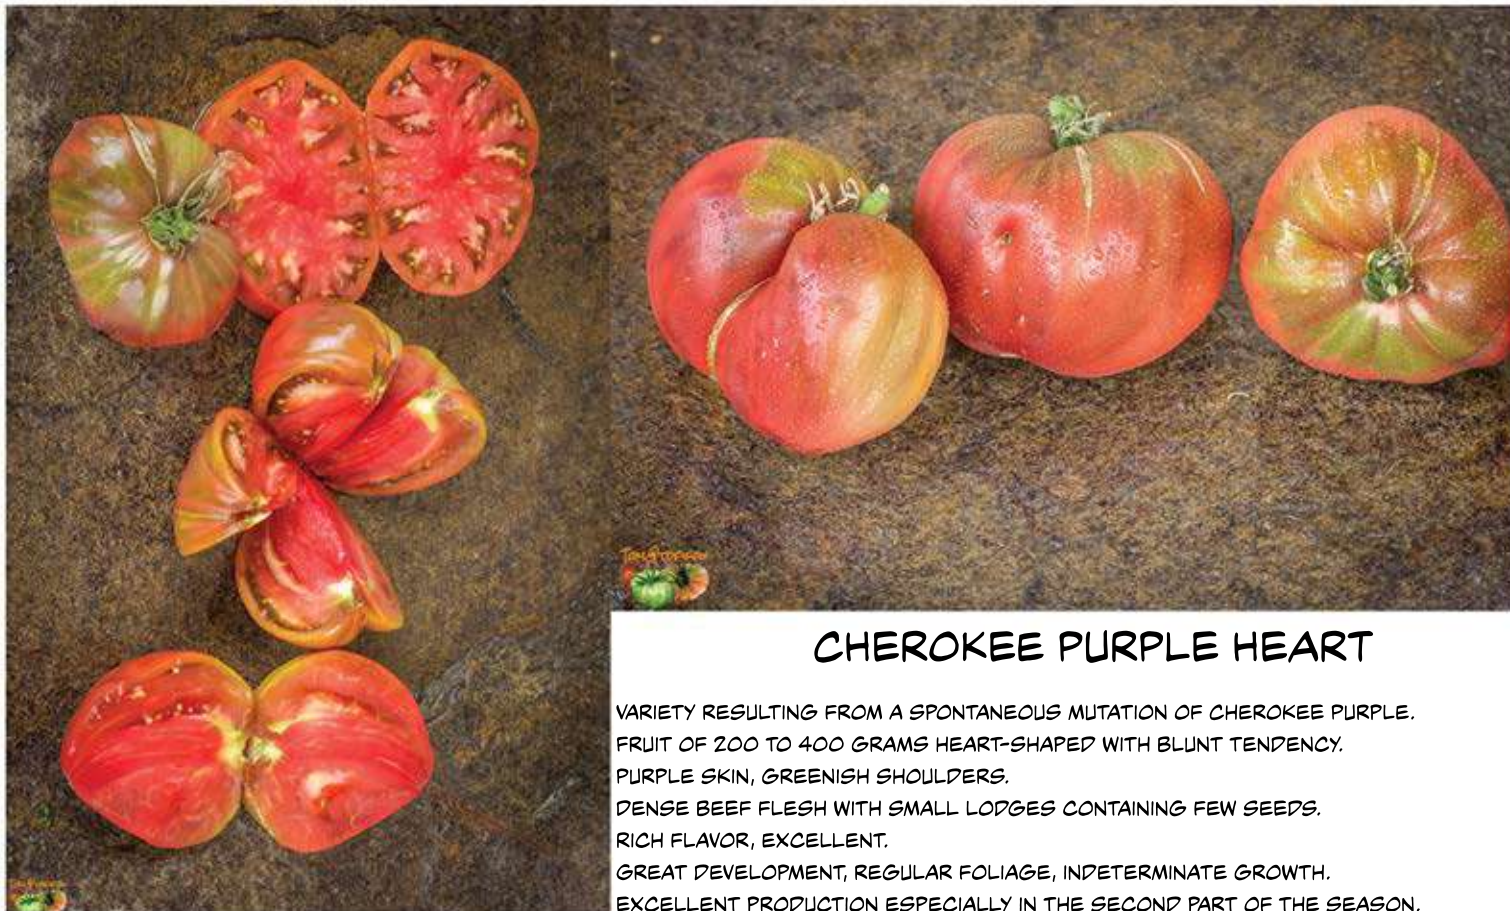 CHEROKEE PURPLE HEART
VARIETY RESULTING FROM A SPONTANEOUS MUTATION OF CHEROKEE PURPLE.
FRUIT OF 200 TO 400 GRAMS HEART-SHAPED WITH BLUNT TENDENCY.
PURPLE SKIN, GREENISH SHOULDERS.
DENSE BEEF FLESH WITH SMALL LODGES CONTAINING FEW SEEDS.
RICH FLAVOR, EXCELLENT.
GREAT DEVELOPMENT, REGULAR FOLIAGE, INDETERMINATE GROWTH.
EXCELLENT PRODUCTION ESPECIALLY IN THE SECOND PART OF THE SEASON.